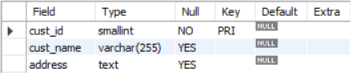 Field Type Null Key Default Extra
cust_id smallint NO PRI NULL
cust_name varchar(255) YES NULL
address text YES NULL